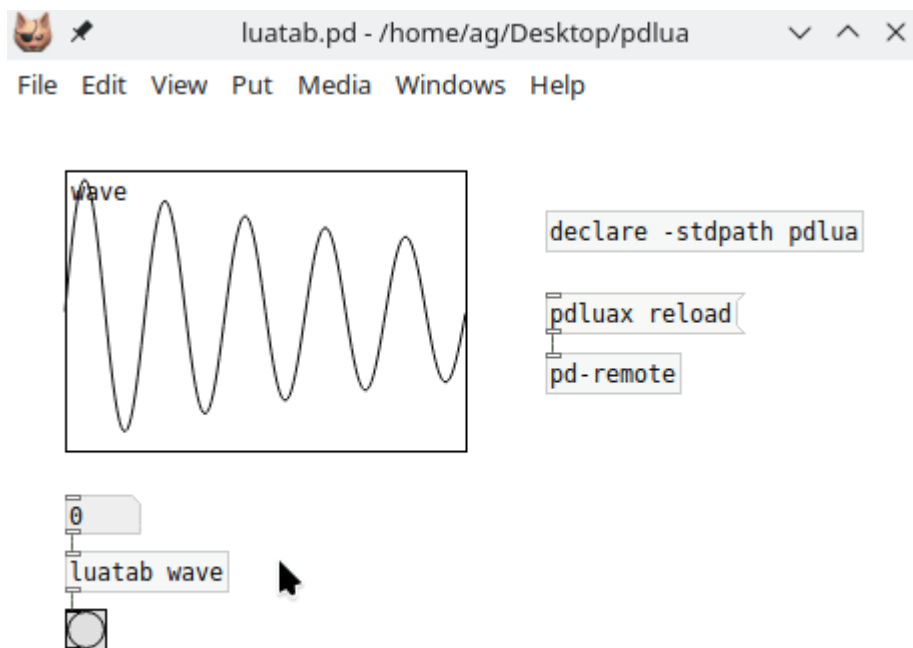 luatab.pd - /home/ag/Desktop/pdlua
File Edit View Put Media Windows Help
wave
declare -stdpath pdlua
pdluax reload
pd-remote
0
luatab wave